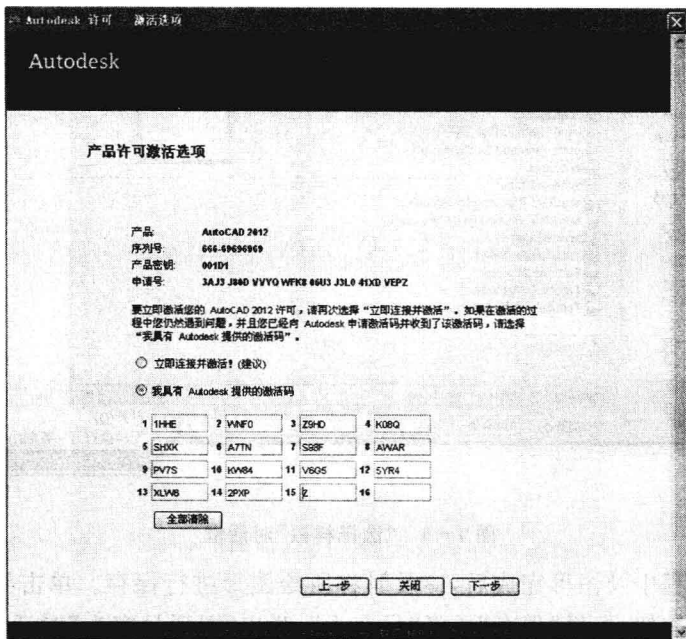 Autodesk 许可 - 激活选项
Autodesk
产品许可激活选项
产品: AutoCAD 2012
序列号: 666-69696969
产品密钥: 001D1
申请号: 3AJ3 J80D VVYQ WFK8 06U3 J3L0 41XD VEPZ
要立即激活您的 AutoCAD 2012 许可，请再次选择“立即连接并激活”。如果在激活的过
程中您仍然遇到问题，并且您已经向 Autodesk 申请激活码并收到了该激活码，请选择
“我具有 Autodesk 提供的激活码”。
立即连接并激活! (建议)
我具有 Autodesk 提供的激活码
1 1HHE 2 WNF0 3 Z9HD 4 K08Q
5 SHXK 6 A7TN 7 S98F 8 AWAR
9 PV7S 10 KW84 11 V6G5 12 5YR4
13 XLW8 14 2PXP 15 Z 16
全部清除
上一步 关闭 下一步